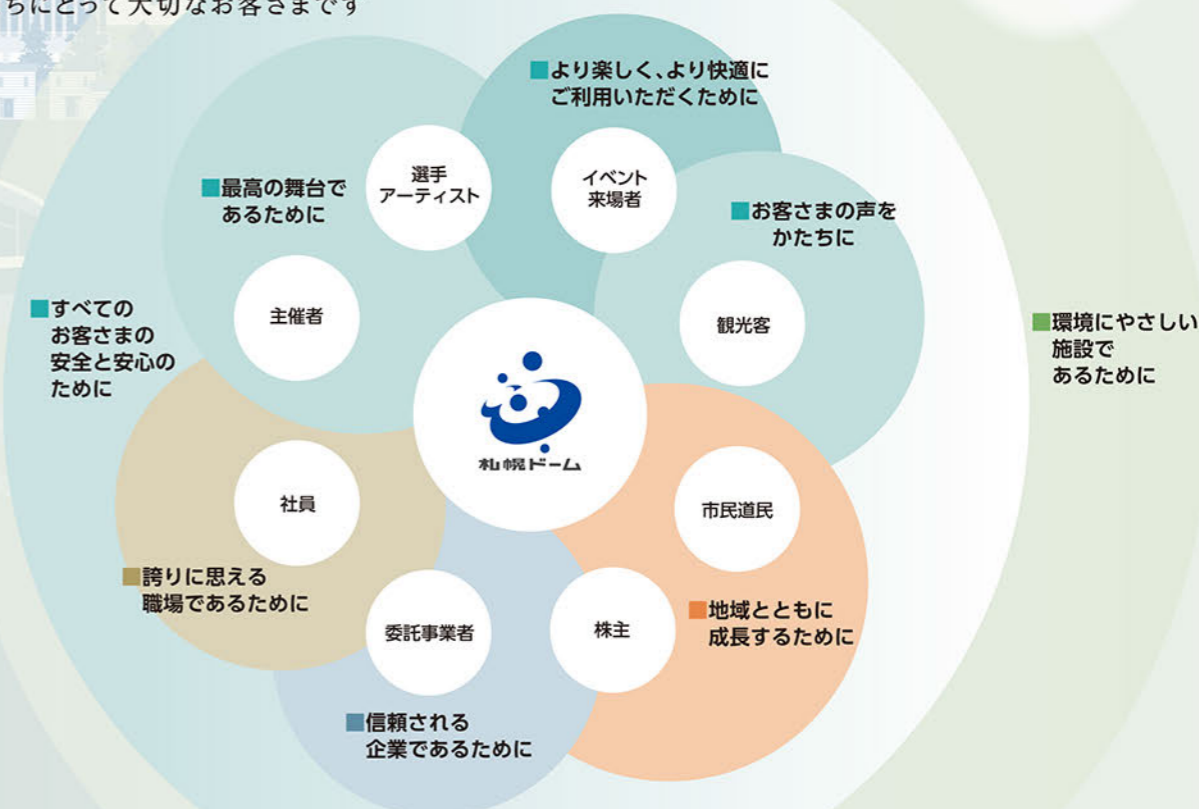 ちにとって大切なお客さまです
■より楽しく、より快適に
ご利用いただくために
選手
アーティスト
イベント
来場者
■最高の舞台で
あるために
■お客さまの声を
かたちに
主催者
観光客
■すべての
お客さまの
安全と安心の
ために
■環境にやさしい
施設で
あるために
札幌ドーム
社員
市民道民
■誇りに思える
職場であるために
委託事業者
株主
■地域とともに
成長するために
■信頼される
企業であるために